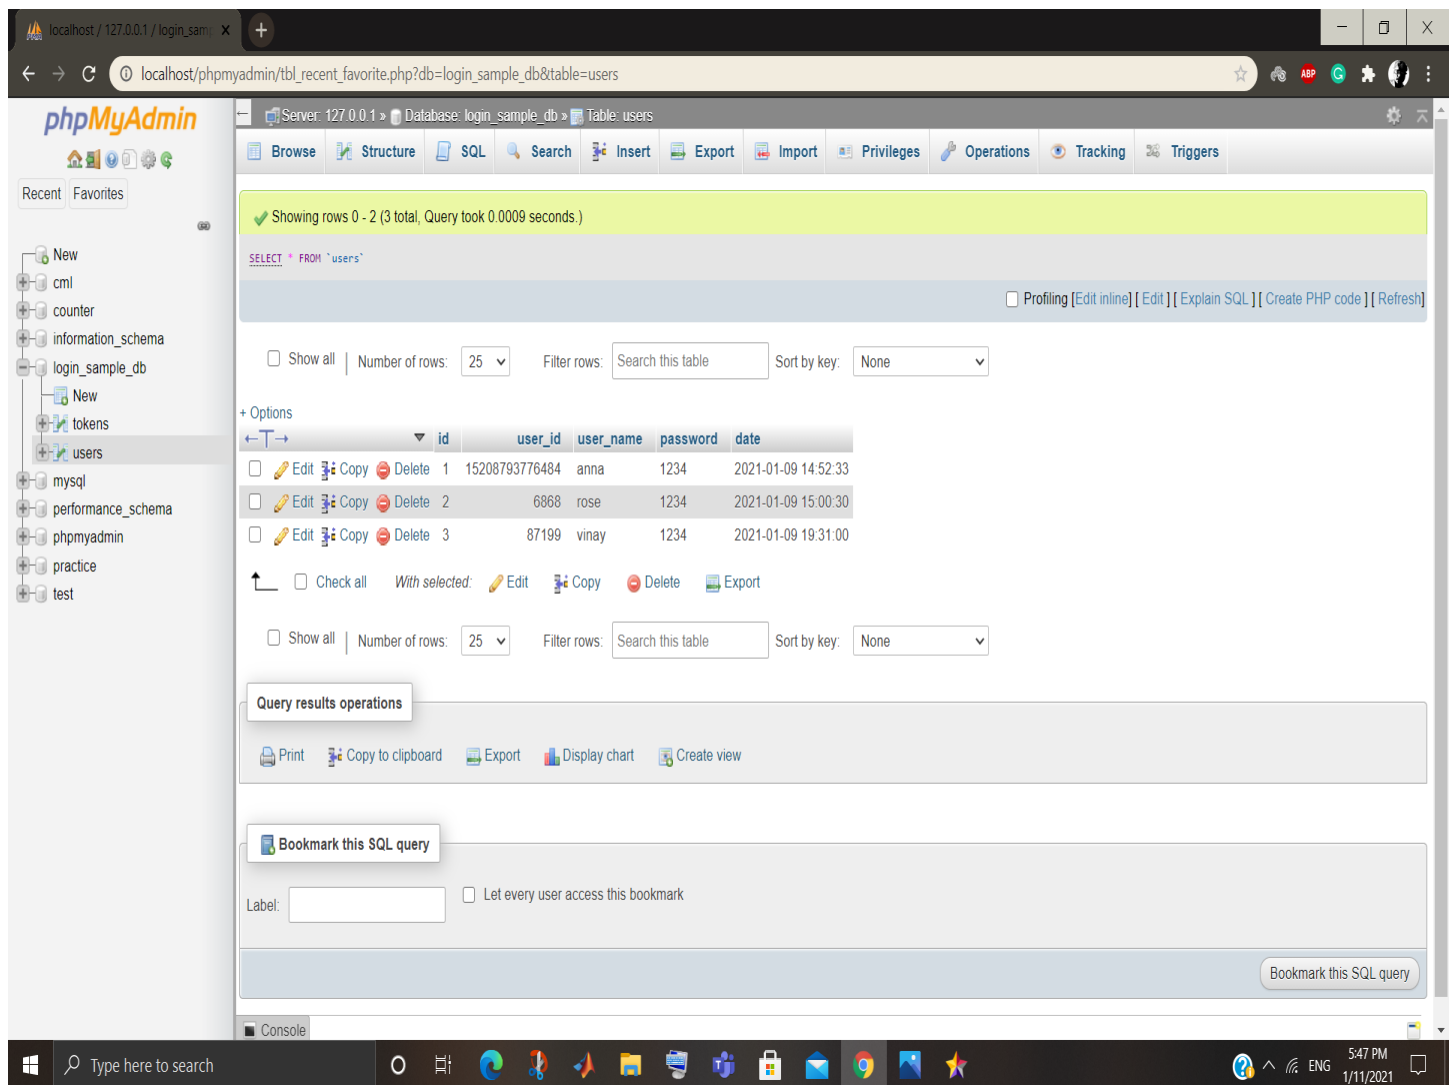 localhost / 127.0.0.1 / login_samp
localhost/phpmyadmin/tbl_recent_favorite.php?db=login_sample_db&table=users
ABP
G
phpMyAdmin
Server: 127.0.0.1 » Database: login_sample_db » Table: users
Browse Structure SQL Search Insert Export Import Privileges Operations Tracking Triggers
Recent Favorites
New
cml
counter
information_schema
login_sample_db
New
tokens
users
mysql
performance_schema
phpmyadmin
practice
test
Showing rows 0 - 2 (3 total, Query took 0.0009 seconds.)
SELECT * FROM `users`
Profiling [Edit inline] [ Edit ] [ Explain SQL ] [ Create PHP code ] [ Refresh]
Show all | Number of rows: 25 Filter rows: Search this table Sort by key: None
+ Options
←T→ ▼ id user_id user_name password date
Edit Copy Delete 1 15208793776484 anna 1234 2021-01-09 14:52:33
Edit Copy Delete 2 6868 rose 1234 2021-01-09 15:00:30
Edit Copy Delete 3 87199 vinay 1234 2021-01-09 19:31:00
Check all With selected: Edit Copy Delete Export
Show all | Number of rows: 25 Filter rows: Search this table Sort by key: None
Query results operations
Print Copy to clipboard Export Display chart Create view
Bookmark this SQL query
Label: Let every user access this bookmark
Bookmark this SQL query
Console
Type here to search
ENG
5:47 PM
1/11/2021